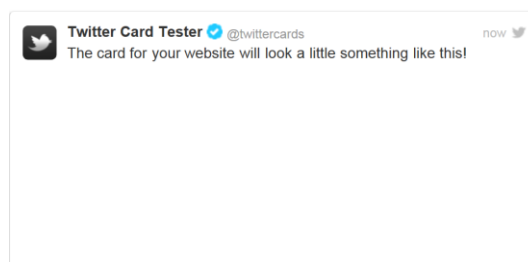 Twitter Card Tester @twittercards now
The card for your website will look a little something like this!